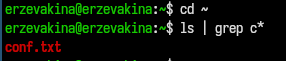 erzevakina@erzevakina:~$ cd ~
erzevakina@erzevakina:~$ ls | grep c*
conf.txt